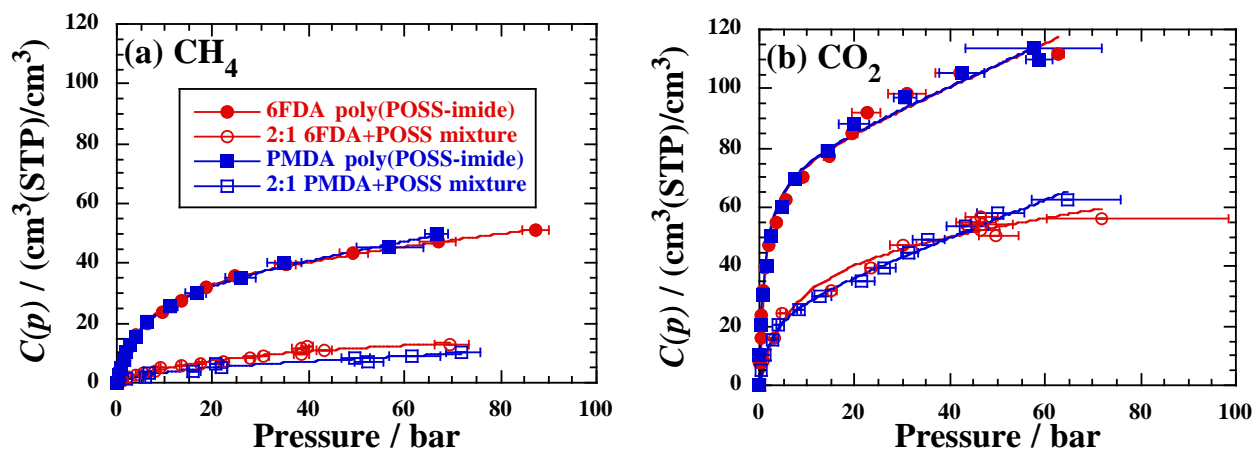 (a) CH₄
C(p) / (cm³(STP)/cm³)
120
100
80
60
40
20
0
6FDA poly(POSS-imide)
2:1 6FDA+POSS mixture
PMDA poly(POSS-imide)
2:1 PMDA+POSS mixture
0 20 40 60 80 100
Pressure / bar
(b) CO₂
C(p) / (cm³(STP)/cm³)
120
100
80
60
40
20
0
0 20 40 60 80 100
Pressure / bar